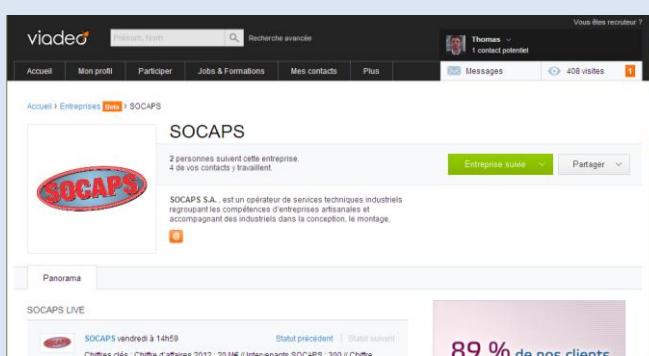 Vous êtes recruteur ?
viadeo
Prénom, Nom
Recherche avancée
Thomas
1 contact potentiel
Accueil Mon profil Participer Jobs & Formations Mes contacts Plus
Messages 408 visites 1
Accueil › Entreprises Beta › SOCAPS
SOCAPS
SOCAPS
2 personnes suivent cette entreprise.
4 de vos contacts y travaillent.
Entreprise suivie Partager
SOCAPS S.A. , est un opérateur de services techniques industriels
regroupant les compétences d'entreprises artisanales et
accompagnant des industriels dans la conception, le montage,
Panorama
SOCAPS LIVE
SOCAPS vendredi à 14h59 Statut précédent | Statut suivant
Chiffres clés : Chiffre d'affaires 2012 : 20 M€ // Intervenants SOCAPS : 300 // Chiffre
89 % de nos clients